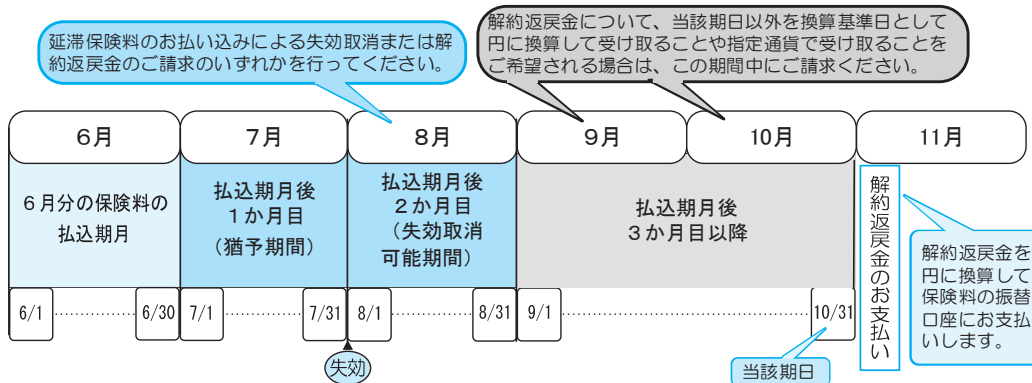 延滞保険料のお払い込みによる失効取消または解
約返戻金のご請求のいずれかを行ってください。
解約返戻金について、当該期日以外を換算基準日として
円に換算して受け取ることや指定通貨で受け取ることを
ご希望される場合は、この期間中にご請求ください。
6月
7月
8月
9月
10月
11月
6月分の保険料の
払込期月
払込期月後
1か月目
(猶予期間)
払込期月後
2か月目
(失効取消
可能期間)
払込期月後
3か月目以降
解約返戻金のお支払い
解約返戻金を
円に換算して
保険料の振替
口座にお支払
いします。
6/1
6/30
7/1
7/31
8/1
8/31
9/1
10/31
失効
当該期日